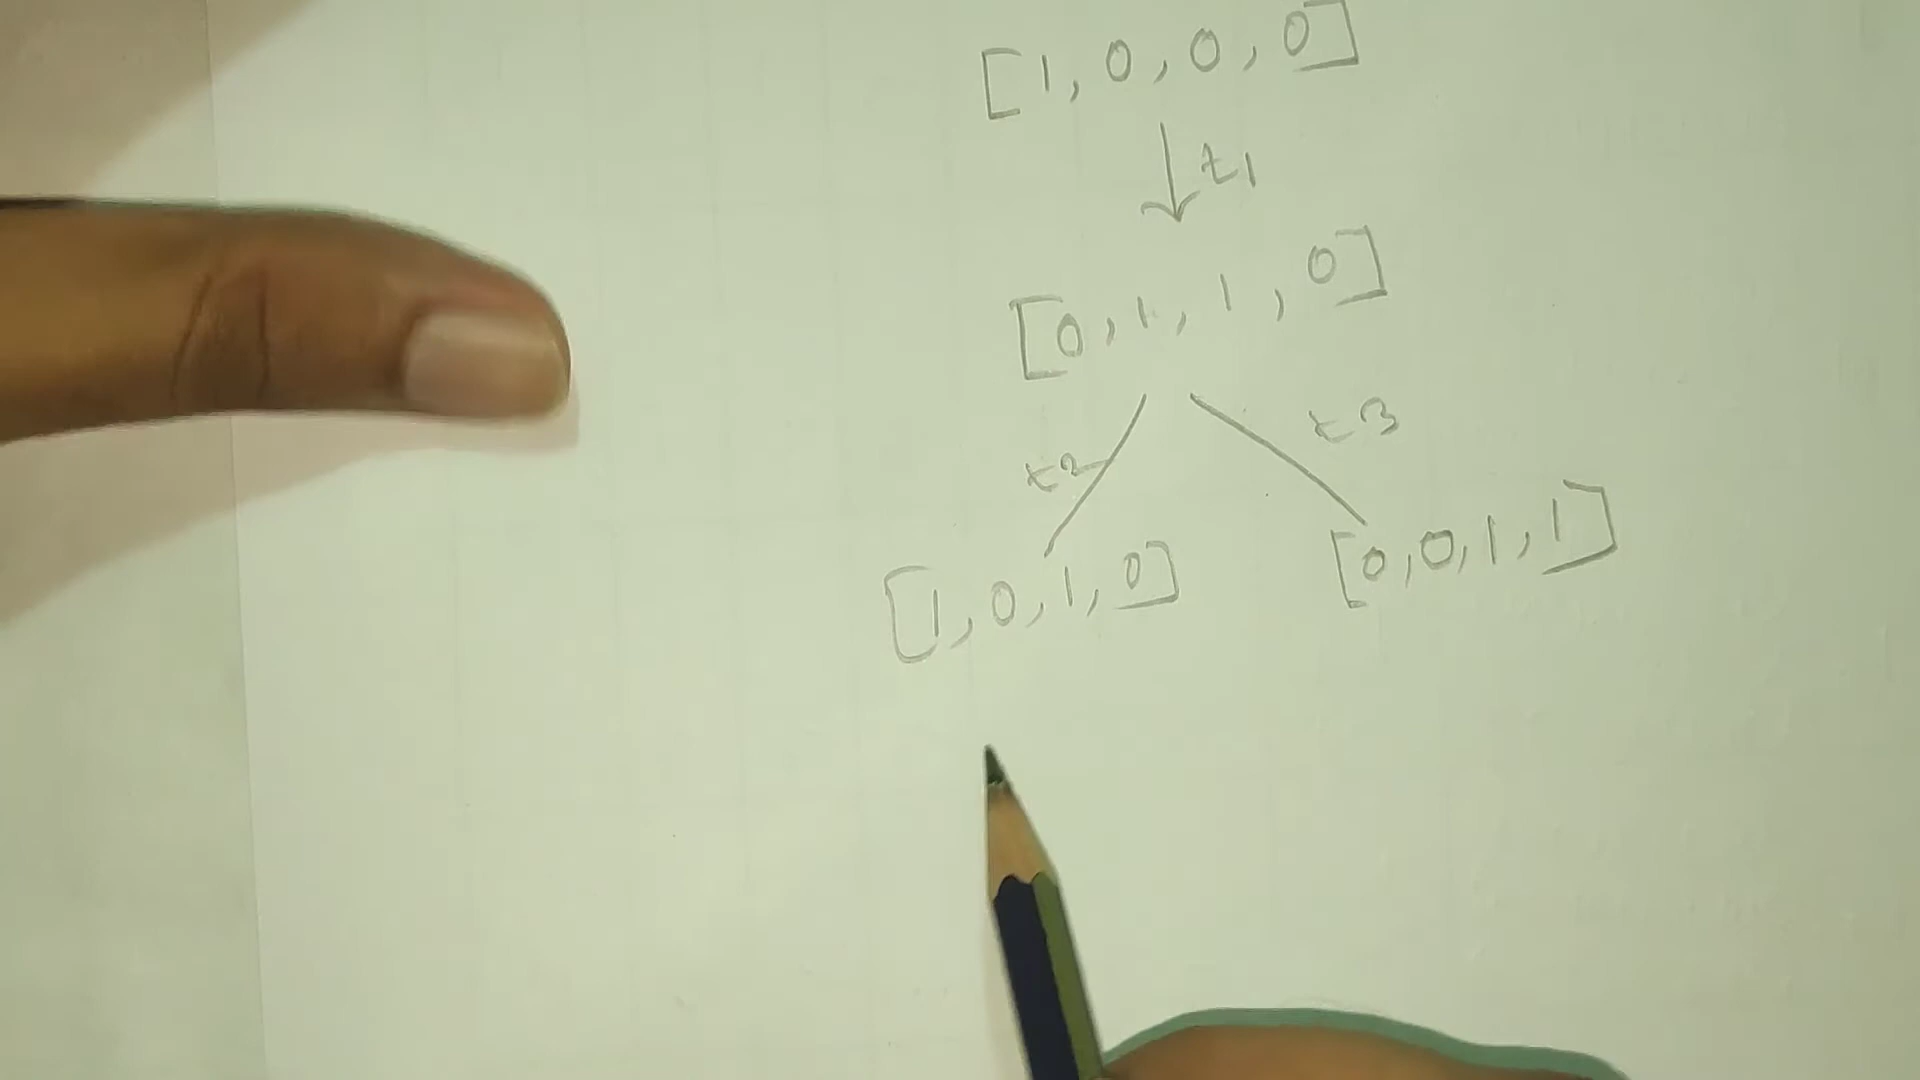 [1, 0, 0, 0]
t1
[0, 1, 1, 0]
t2
t3
[1, 0, 1, 0]
[0, 0, 1, 1]